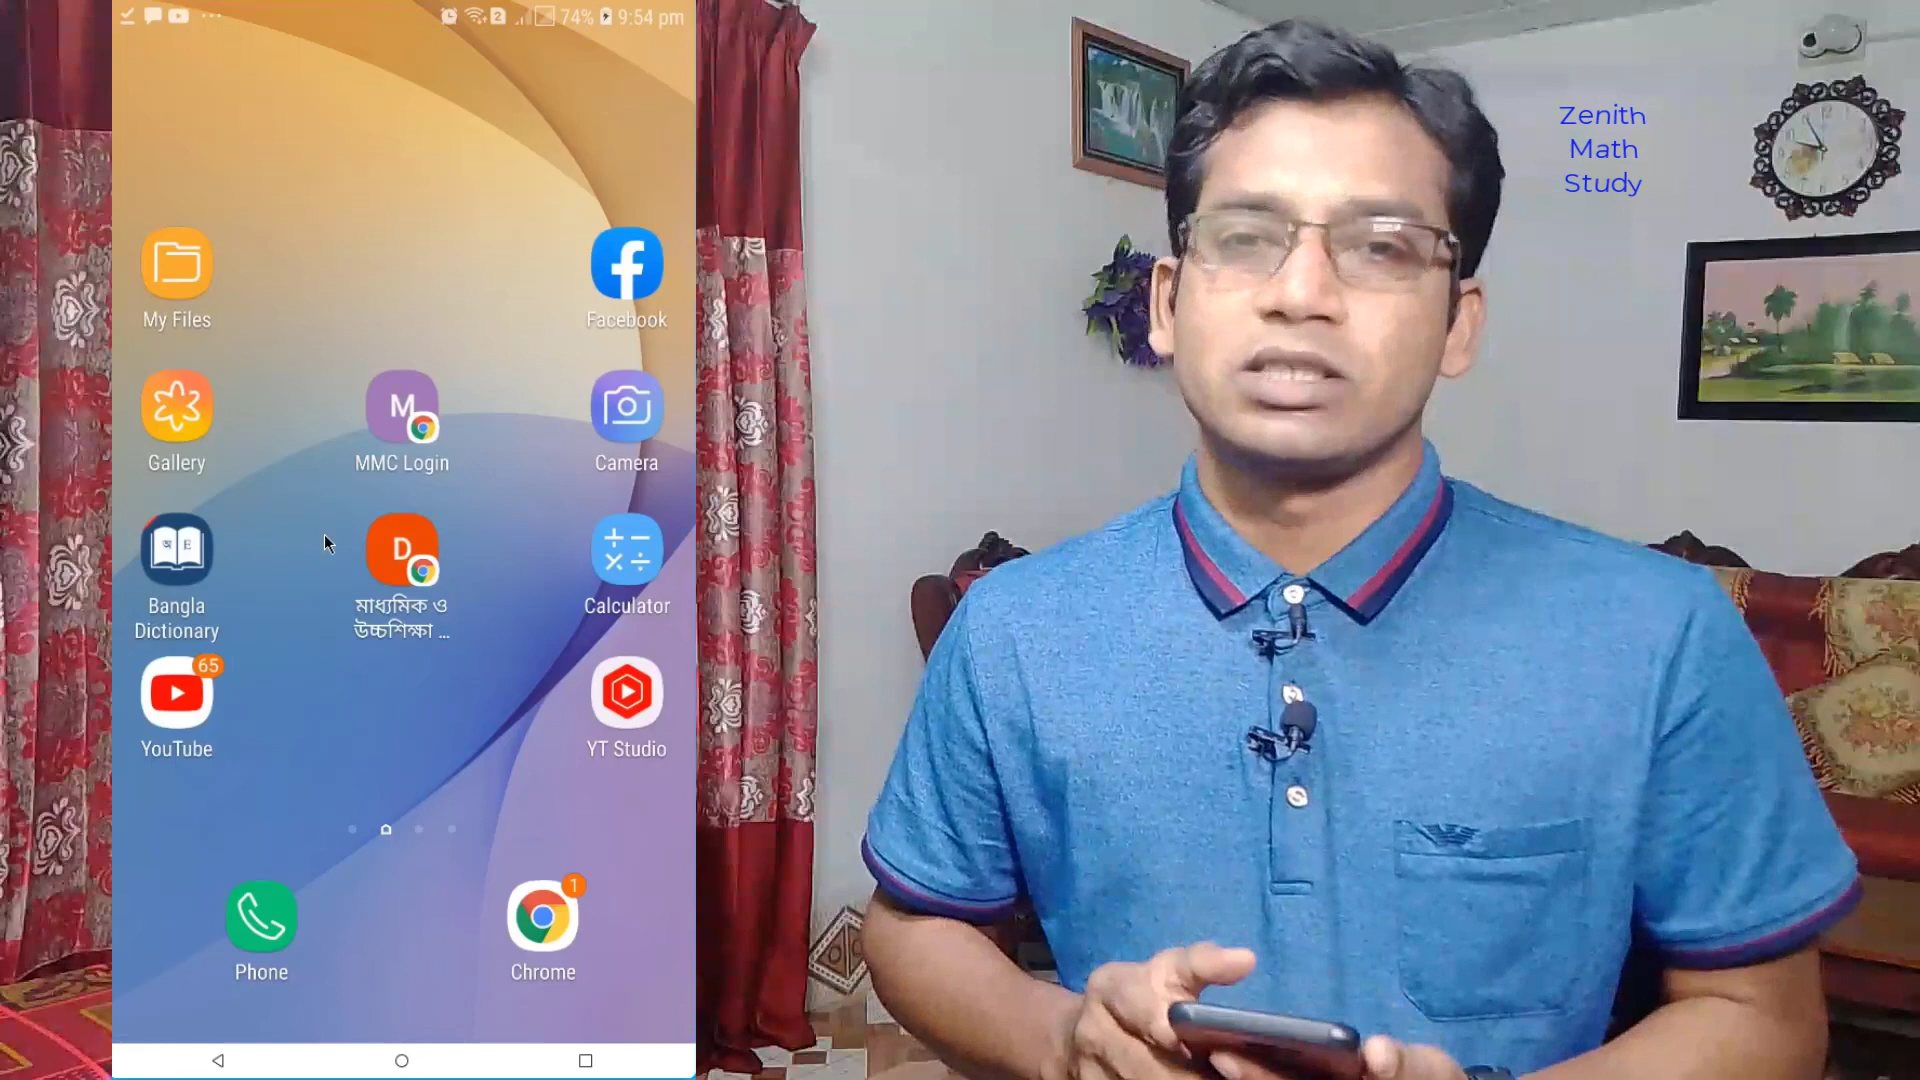 74% 9:54 pm
My Files
Facebook
Gallery
M
MMC Login
Camera
অ E
Bangla
Dictionary
D
মাধ্যমিক ও
উচ্চশিক্ষা ...
Calculator
65
YouTube
YT Studio
Phone
1
Chrome
Zenith
Math
Study